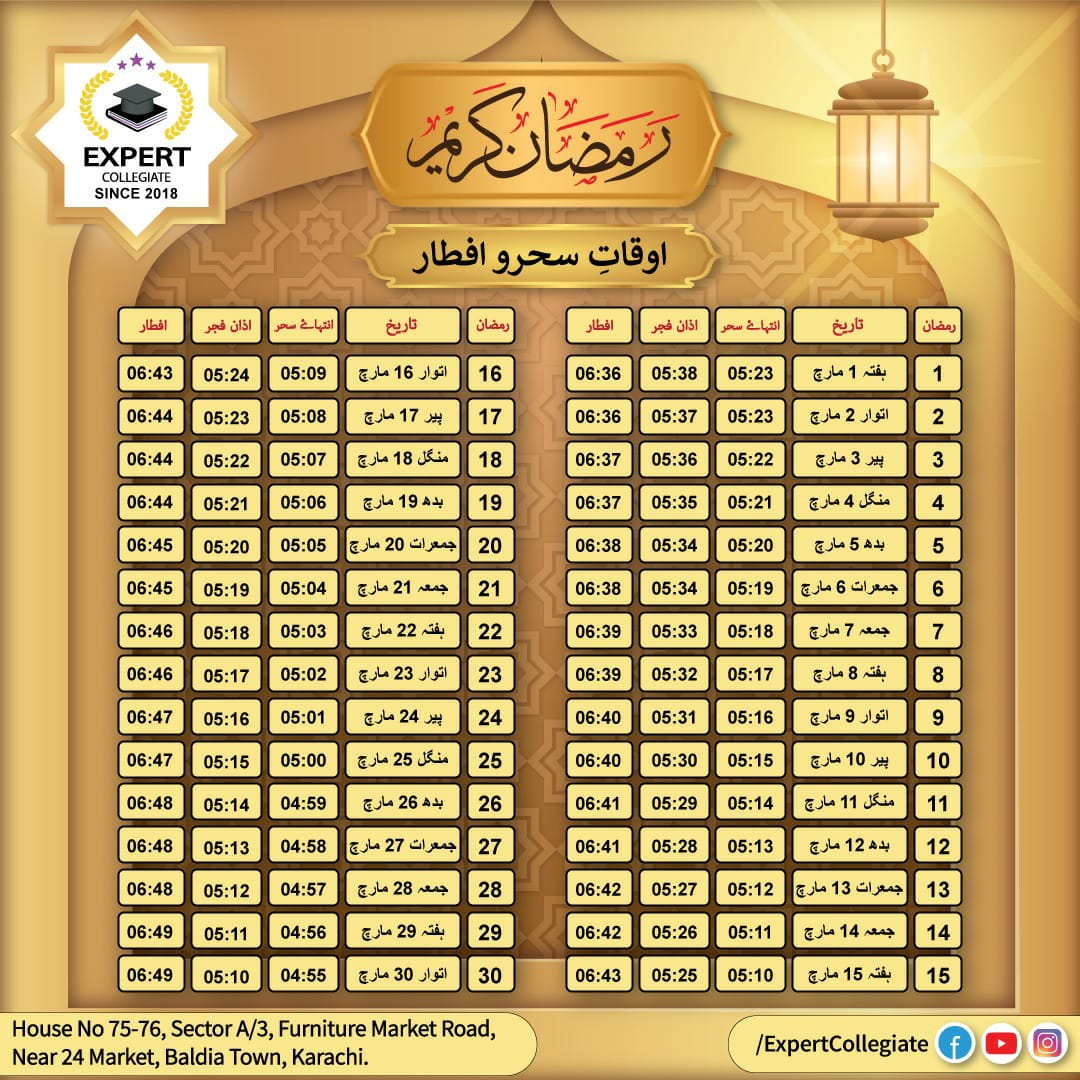 EXPERT
COLLEGIATE
SINCE 2018
رمضان کریم
اوقاتِ سحر و افطار
رمضان تاریخ انتہائے سحر اذان فجر افطار
1 ہفتہ 1 مارچ 05:23 05:38 06:36
2 اتوار 2 مارچ 05:23 05:37 06:36
3 پیر 3 مارچ 05:22 05:36 06:37
4 منگل 4 مارچ 05:21 05:35 06:37
5 بدھ 5 مارچ 05:20 05:34 06:38
6 جمعرات 6 مارچ 05:19 05:34 06:38
7 جمعہ 7 مارچ 05:18 05:33 06:39
8 ہفتہ 8 مارچ 05:17 05:32 06:39
9 اتوار 9 مارچ 05:16 05:31 06:40
10 پیر 10 مارچ 05:15 05:30 06:40
11 منگل 11 مارچ 05:14 05:29 06:41
12 بدھ 12 مارچ 05:13 05:28 06:41
13 جمعرات 13 مارچ 05:12 05:27 06:42
14 جمعہ 14 مارچ 05:11 05:26 06:42
15 ہفتہ 15 مارچ 05:10 05:25 06:43
رمضان تاریخ انتہائے سحر اذان فجر افطار
16 اتوار 16 مارچ 05:09 05:24 06:43
17 پیر 17 مارچ 05:08 05:23 06:44
18 منگل 18 مارچ 05:07 05:22 06:44
19 بدھ 19 مارچ 05:06 05:21 06:44
20 جمعرات 20 مارچ 05:05 05:20 06:45
21 جمعہ 21 مارچ 05:04 05:19 06:45
22 ہفتہ 22 مارچ 05:03 05:18 06:46
23 اتوار 23 مارچ 05:02 05:17 06:46
24 پیر 24 مارچ 05:01 05:16 06:47
25 منگل 25 مارچ 05:00 05:15 06:47
26 بدھ 26 مارچ 04:59 05:14 06:48
27 جمعرات 27 مارچ 04:58 05:13 06:48
28 جمعہ 28 مارچ 04:57 05:12 06:48
29 ہفتہ 29 مارچ 04:56 05:11 06:49
30 اتوار 30 مارچ 04:55 05:10 06:49
House No 75-76, Sector A/3, Furniture Market Road,
Near 24 Market, Baldia Town, Karachi.
/ExpertCollegiate